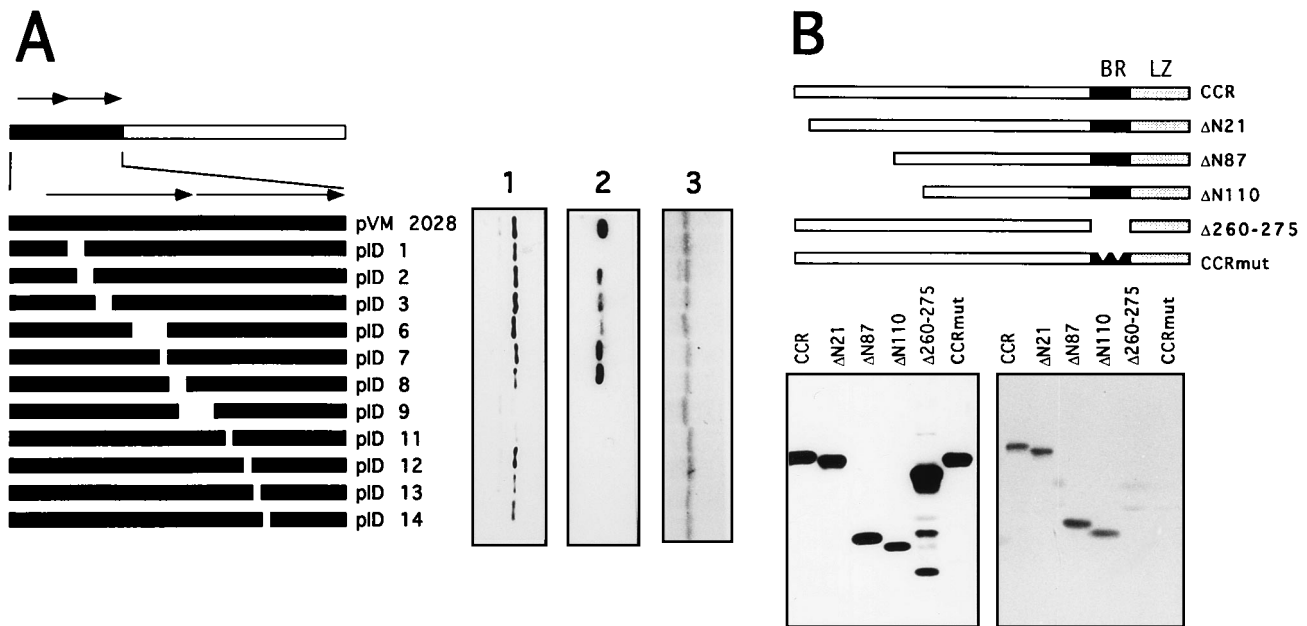 A
pVM 2028
pID 1
pID 2
pID 3
pID 6
pID 7
pID 8
pID 9
pID 11
pID 12
pID 13
pID 14
1 2 3
B
BR LZ
CCR
ΔN21
ΔN87
ΔN110
Δ260-275
CCRmut
CCR ΔN21 ΔN87 ΔN110 Δ260-275 CCRmut
CCR ΔN21 ΔN87 ΔN110 Δ260-275 CCRmut